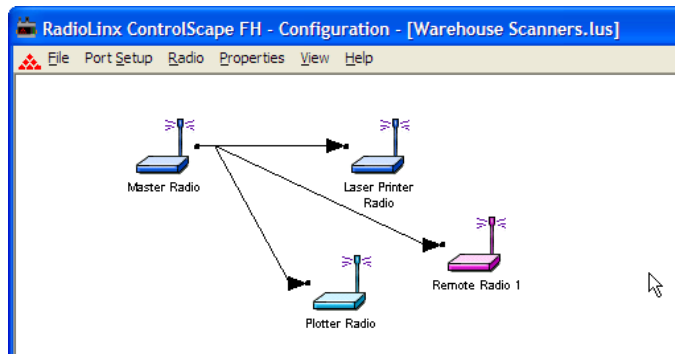 RadioLinx ControlScape FH - Configuration - [Warehouse Scanners.lus]
File Port Setup Radio Properties View Help
Master Radio
Laser Printer
Radio
Remote Radio 1
Plotter Radio